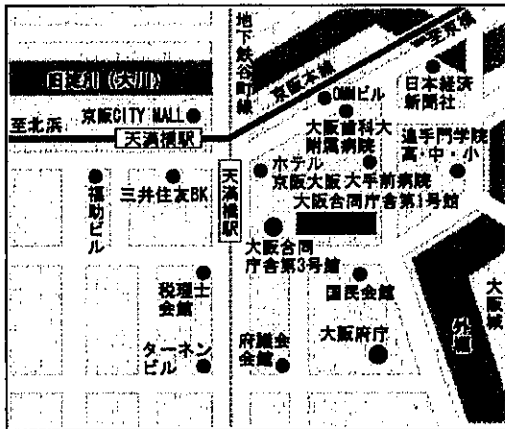 地下鉄谷町線
京阪本線
至京橋
旧淀川(大川)
OMMビル
日本経済
新聞社
至北浜
京阪CITY MALL
天満橋駅
大阪歯科大
附属病院
追手門学院
高・中・小
福助ビル
三井住友BK
天満橋駅
ホテル
京阪大阪
大手前病院
大阪合同庁舎第1号館
大阪合同
庁舎第3号館
税理士
会館
国民会館
大阪城
外堀
ターネン
ビル
府議会
会館
大阪府庁